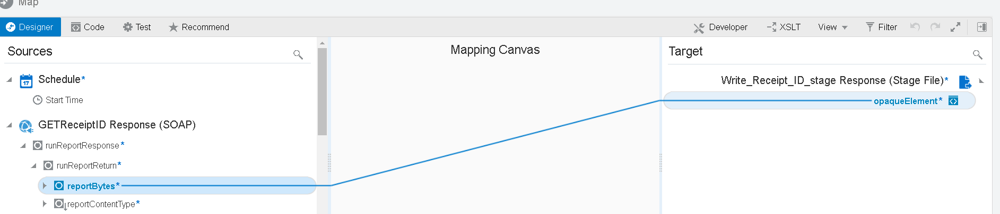 Map
Designer Code Test Recommend Developer XSLT View Filter
Sources
Mapping Canvas
Target
17 Schedule*
Write_Receipt_ID_stage Response (Stage File)*
Start Time
opaqueElement*
GETReceiptID Response (SOAP)
runReportResponse*
runReportReturn*
reportBytes*
reportContentType*